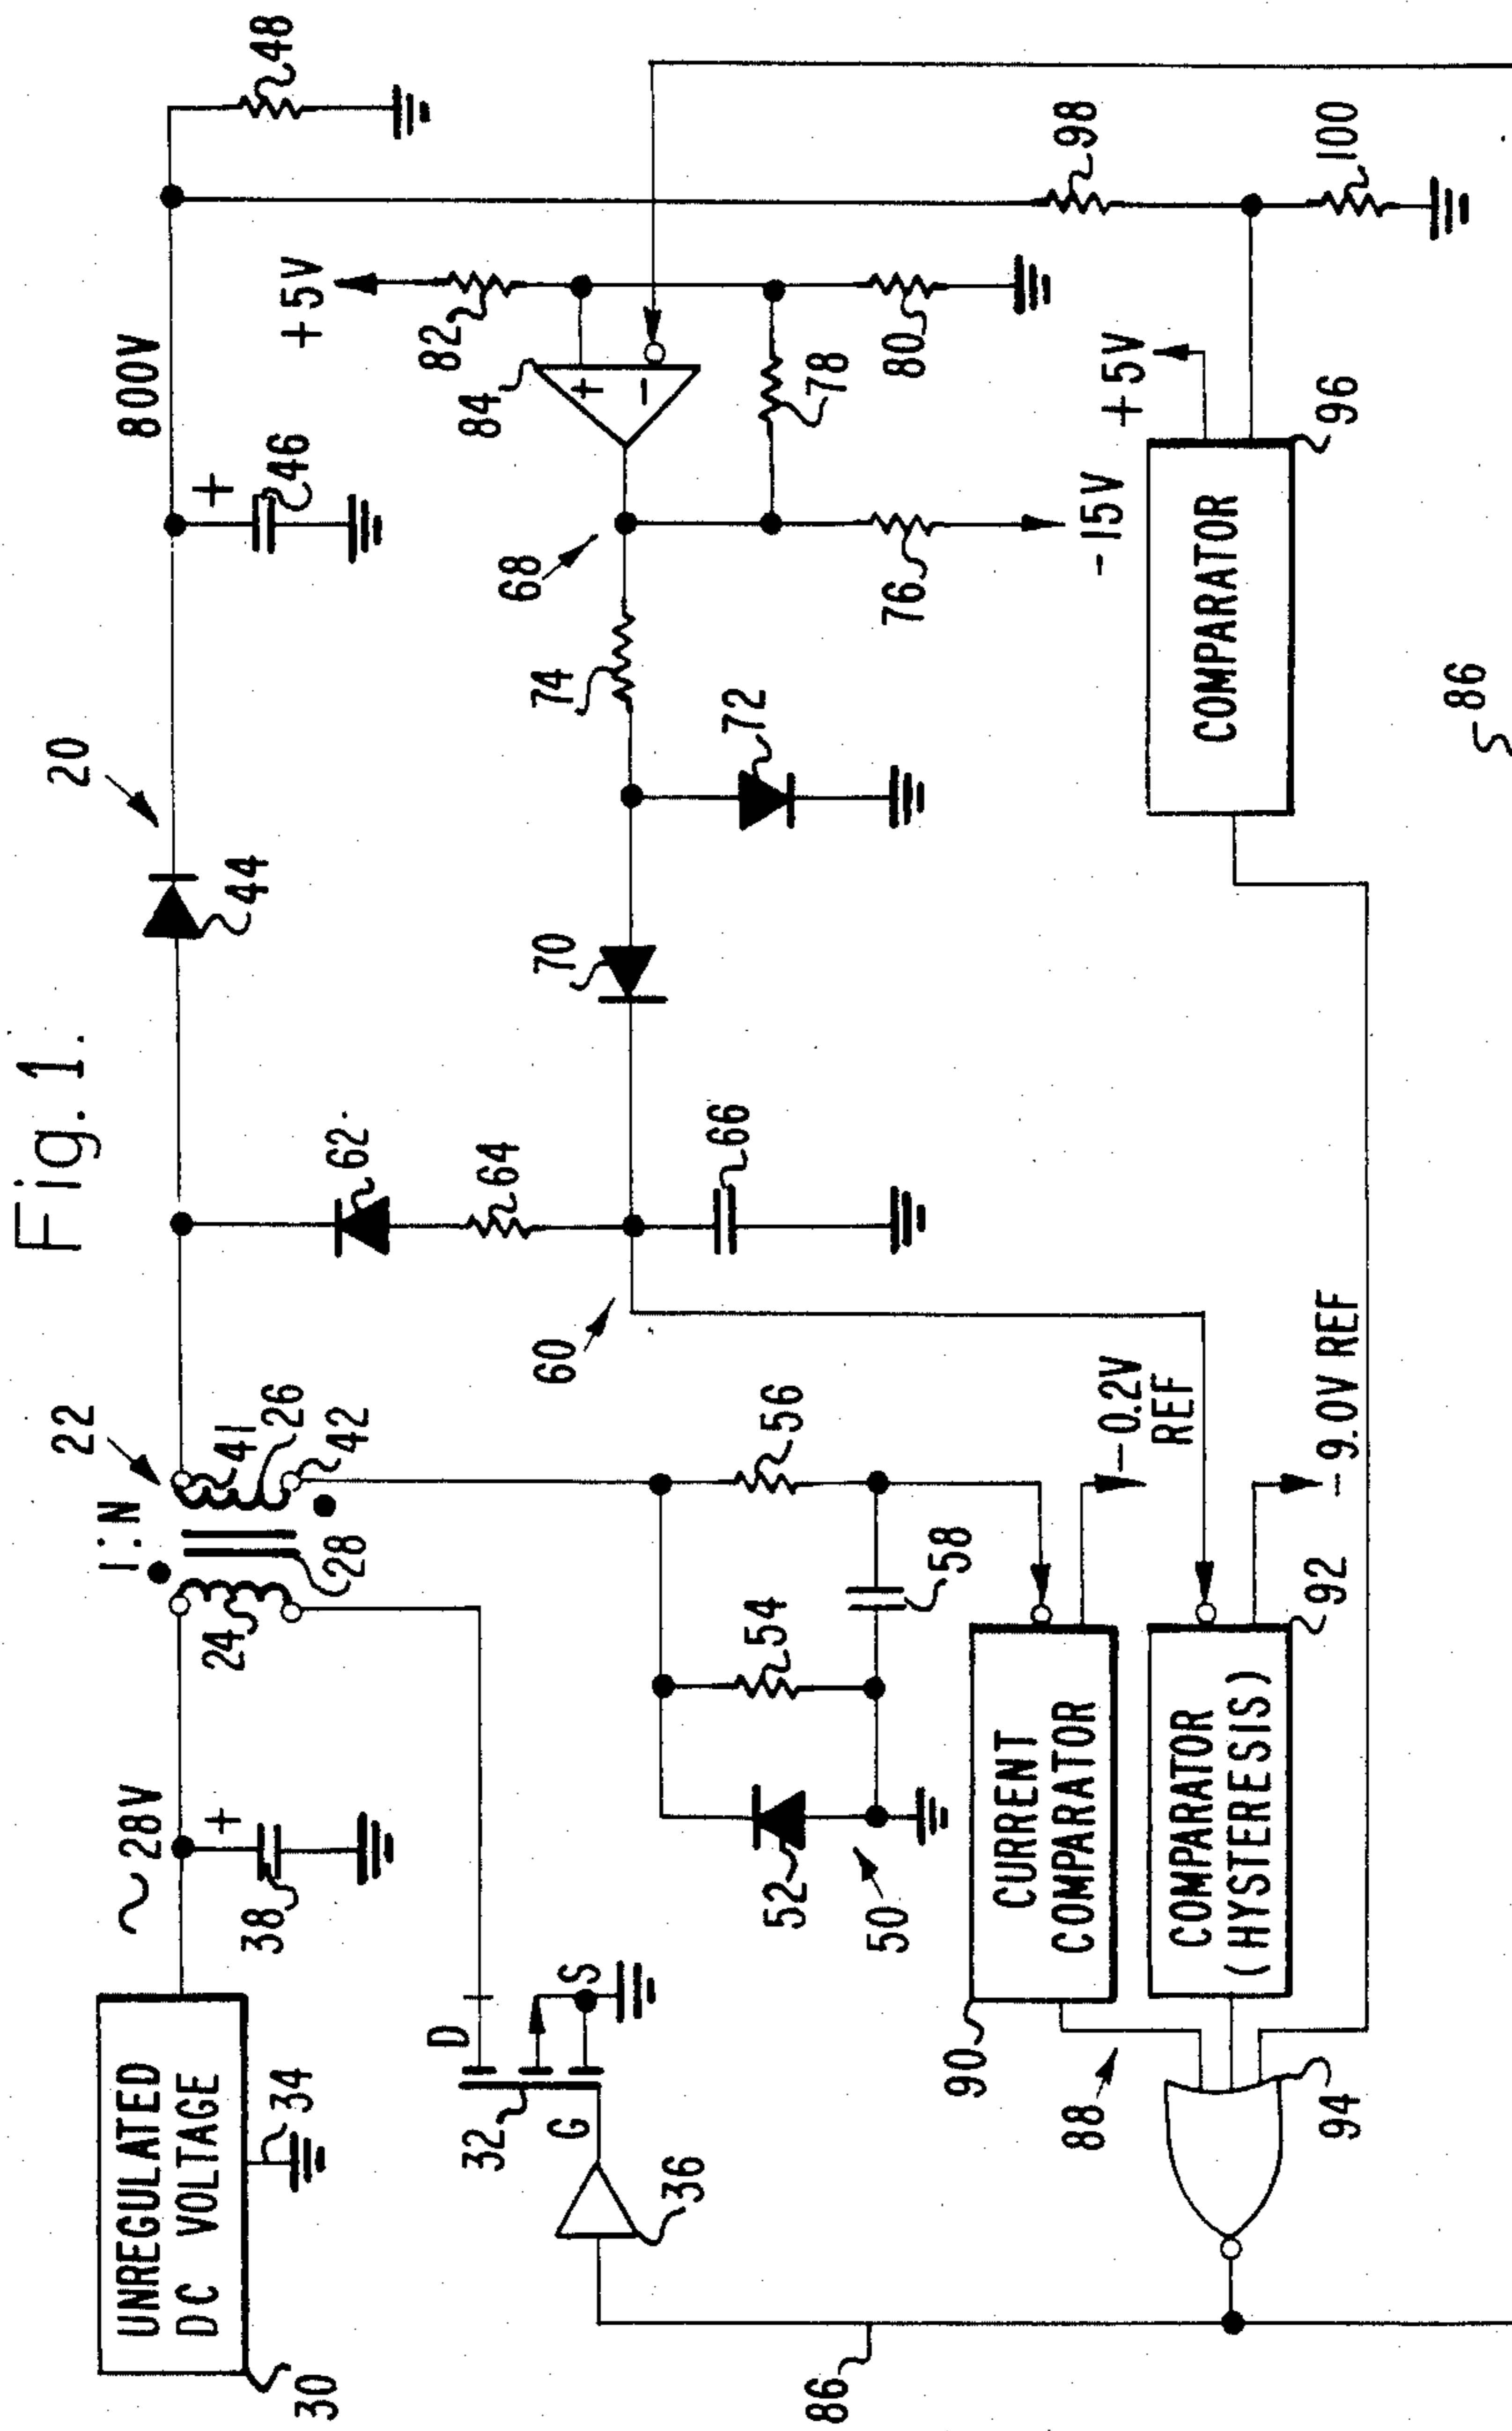 Fig. 1.
20
22
1:N
28V
800V
UNREGULATED
DC VOLTAGE
30
34
38
24
28
41
26
42
44
46
48
+
+
+5V
62
64
66
60
70
72
74
68
84
+
-
82
78
80
76
-15V
98
100
D
S
G
32
36
52
50
54
56
58
-0.2V
REF
-9.0V REF
CURRENT
COMPARATOR
90
COMPARATOR
(HYSTERESIS)
92
88
94
86
COMPARATOR
96
+5V
86